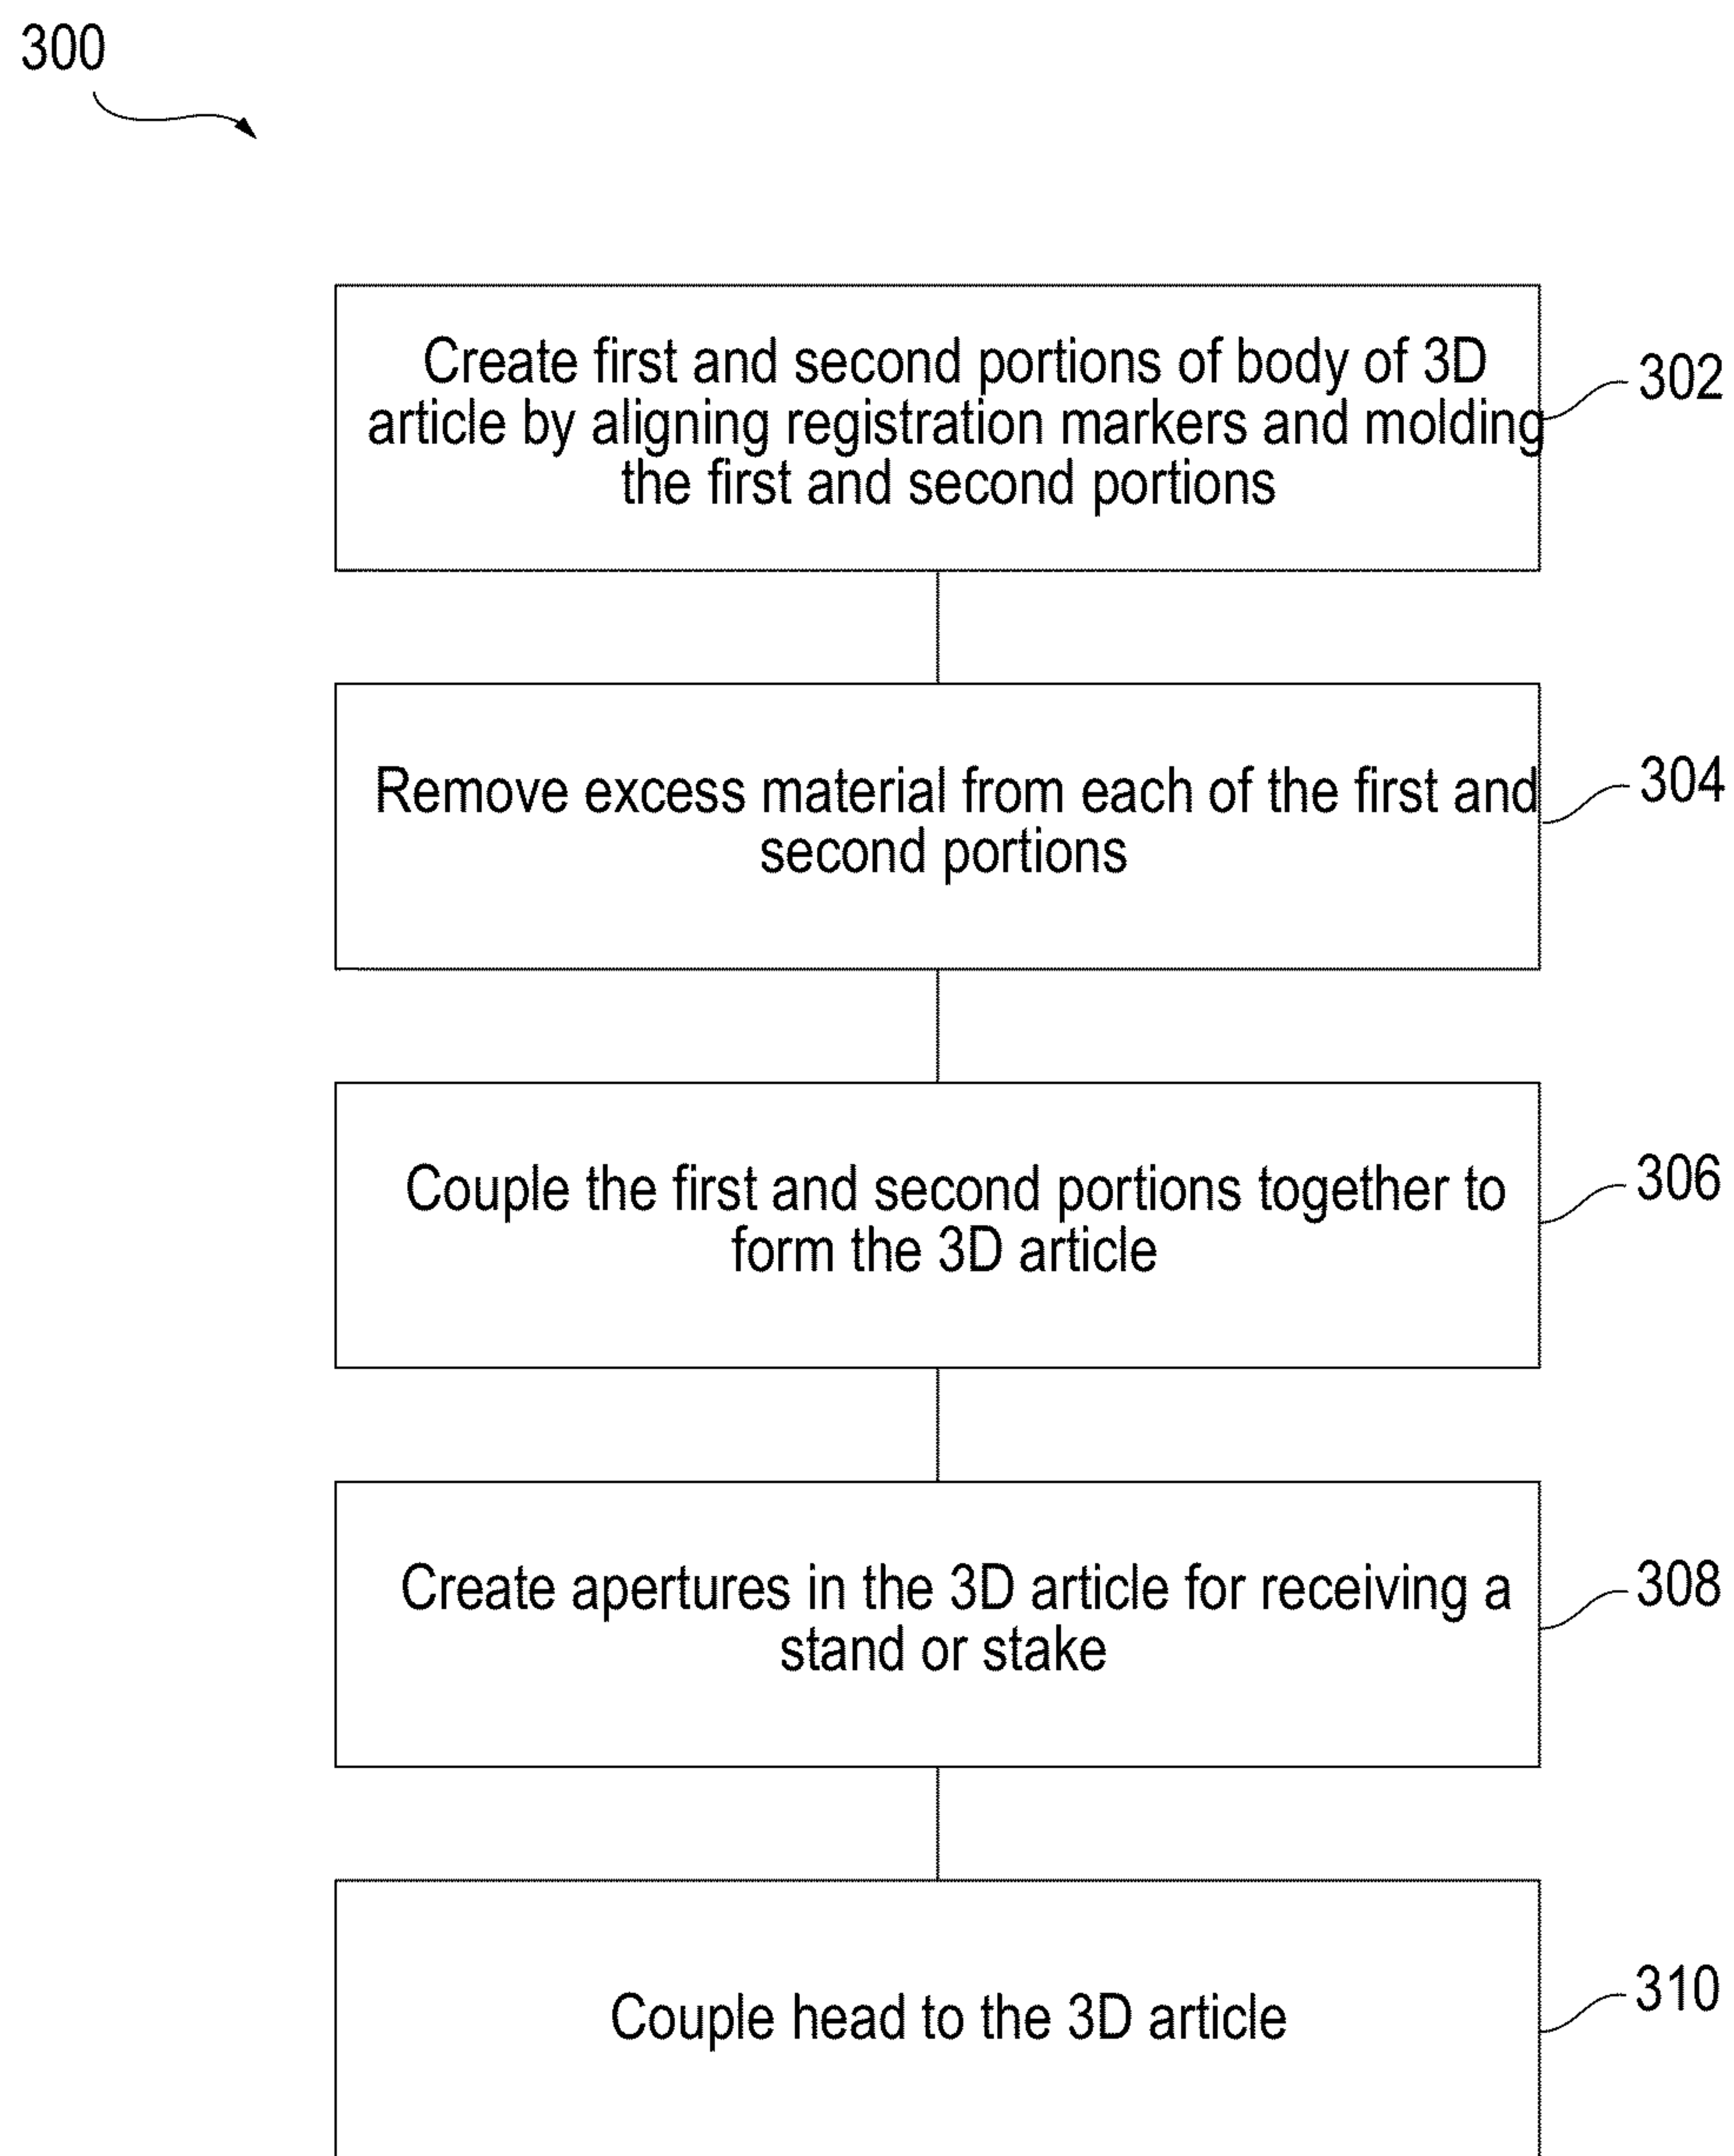 300
Create first and second portions of body of 3D
article by aligning registration markers and molding
the first and second portions
302
Remove excess material from each of the first and
second portions
304
Couple the first and second portions together to
form the 3D article
306
Create apertures in the 3D article for receiving a
stand or stake
308
Couple head to the 3D article
310